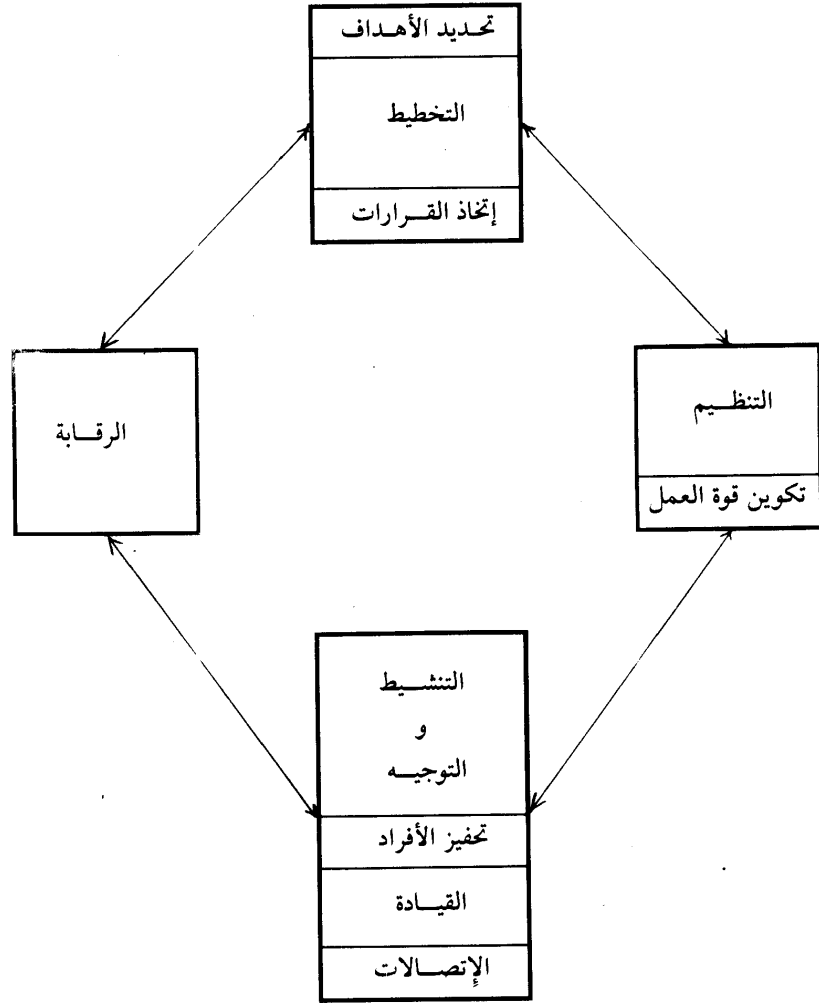 تحديد الأهداف
التخطيط
إتخاذ القرارات
التنظيم
تكوين قوة العمل
الرقابة
التنشيط
و
التوجيه
تحفيز الأفراد
القيادة
الإتصالات